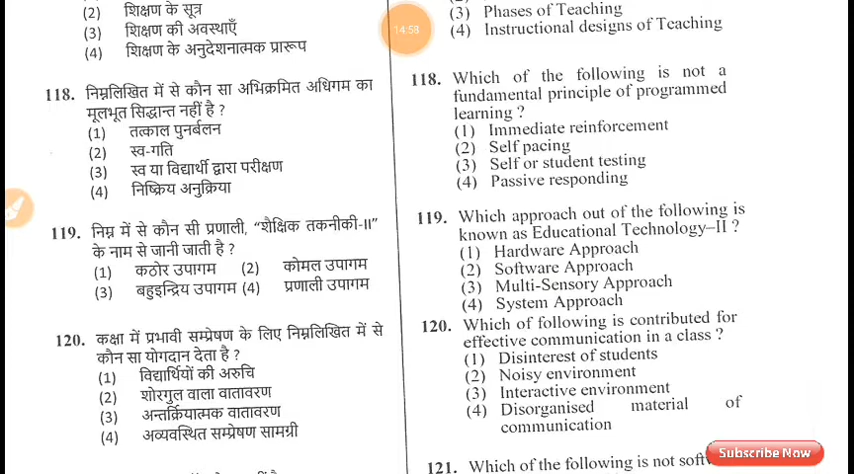 (2) शिक्षण के सूत्र
(3) शिक्षण की अवस्थाएँ
(4) शिक्षण के अनुदेशनात्मक प्रारूप
118. निम्नलिखित में से कौन सा अभिक्रमित अधिगम का
मूलभूत सिद्धान्त नहीं है ?
(1) तत्काल पुनर्बलन
(2) स्व-गति
(3) स्व या विद्यार्थी द्वारा परीक्षण
(4) निष्क्रिय अनुक्रिया
119. निम्न में से कौन सी प्रणाली, “शैक्षिक तकनीकी-II”
के नाम से जानी जाती है ?
(1) कठोर उपागम (2) कोमल उपागम
(3) बहुइन्द्रिय उपागम (4) प्रणाली उपागम
120. कक्षा में प्रभावी सम्प्रेषण के लिए निम्नलिखित में से
कौन सा योगदान देता है ?
(1) विद्यार्थियों की अरुचि
(2) शोरगुल वाला वातावरण
(3) अन्तर्क्रियात्मक वातावरण
(4) अव्यवस्थित सम्प्रेषण सामग्री
14:58
(3) Phases of Teaching
(4) Instructional designs of Teaching
118. Which of the following is not a
fundamental principle of programmed
learning ?
(1) Immediate reinforcement
(2) Self pacing
(3) Self or student testing
(4) Passive responding
119. Which approach out of the following is
known as Educational Technology–II ?
(1) Hardware Approach
(2) Software Approach
(3) Multi-Sensory Approach
(4) System Approach
120. Which of following is contributed for
effective communication in a class ?
(1) Disinterest of students
(2) Noisy environment
(3) Interactive environment
(4) Disorganised material of
communication
121. Which of the following is not
Subscribe Now